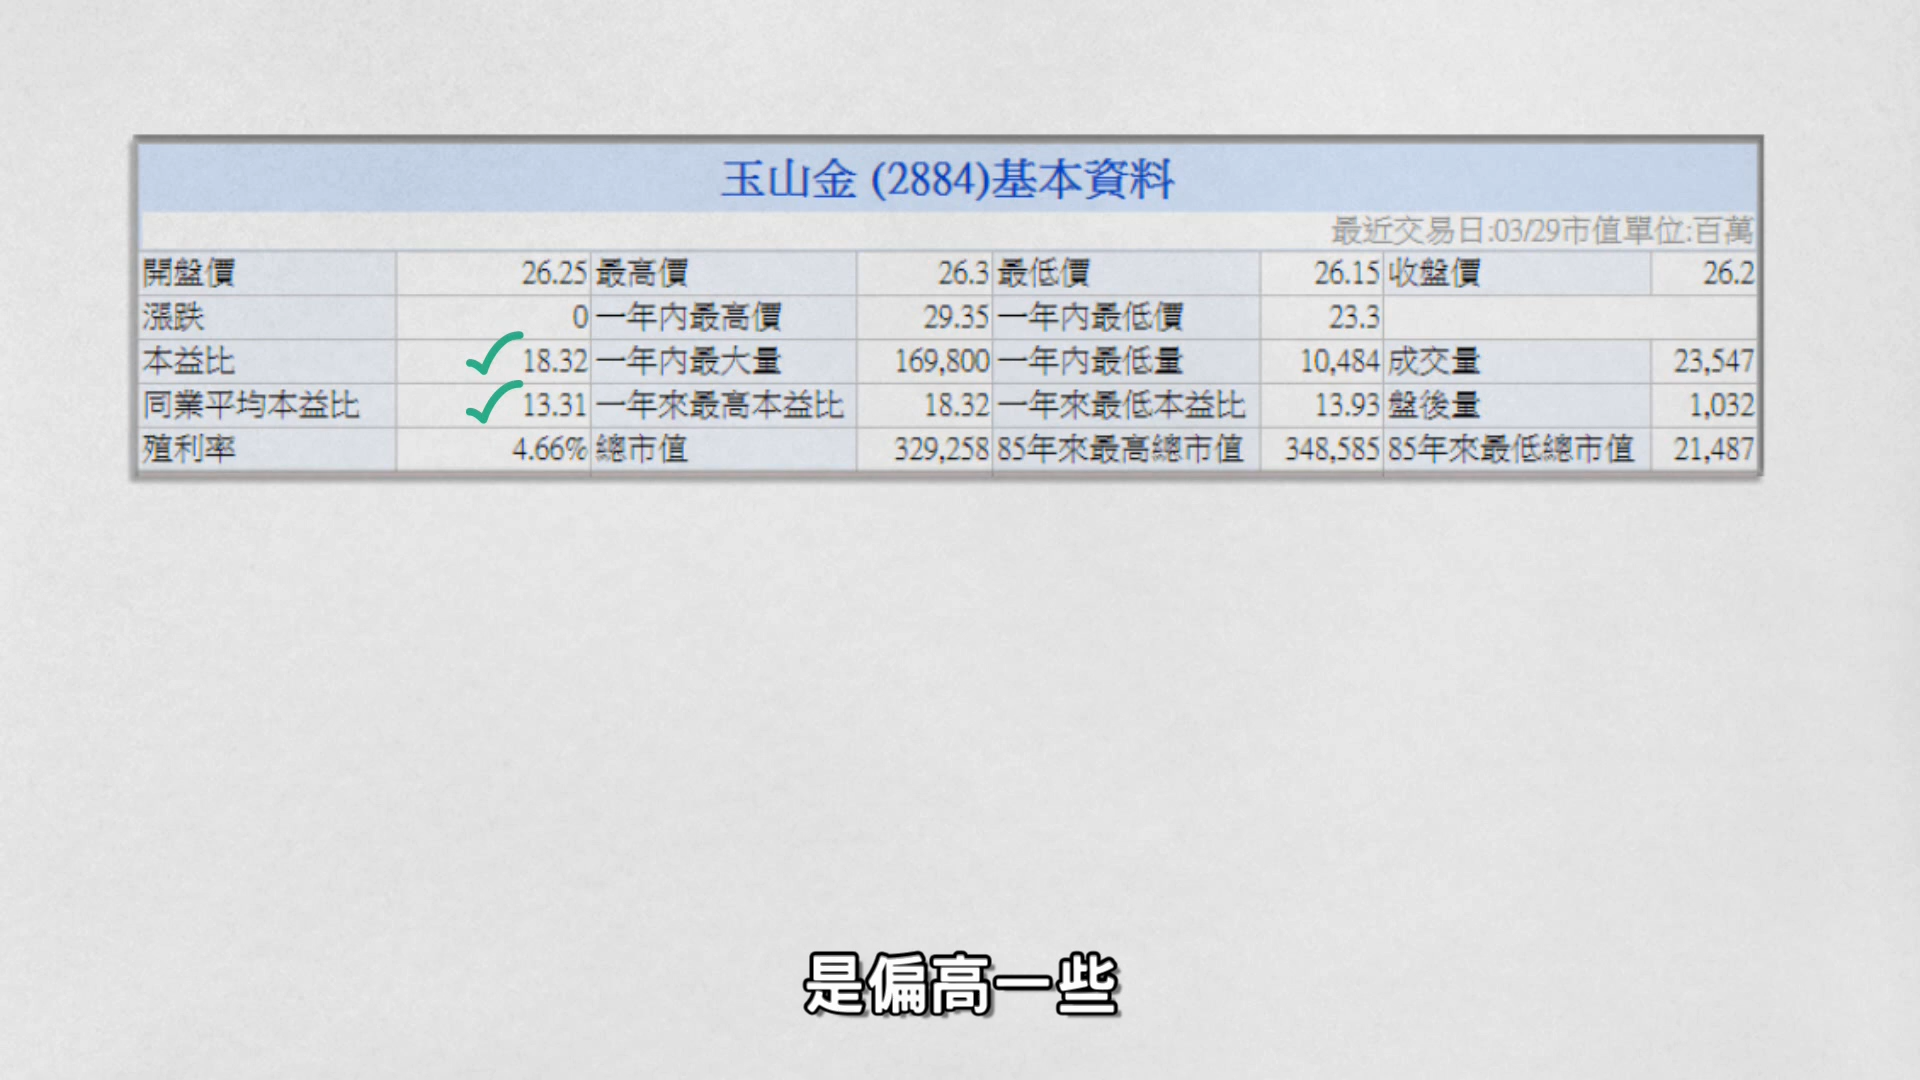 玉山金 (2884)基本資料
最近交易日:03/29市值單位:百萬
開盤價 26.25 最高價 26.3 最低價 26.15 收盤價 26.2
漲跌 0 一年內最高價 29.35 一年內最低價 23.3
本益比 18.32 一年內最大量 169,800 一年內最低量 10,484 成交量 23,547
同業平均本益比 13.31 一年來最高本益比 18.32 一年來最低本益比 13.93 盤後量 1,032
殖利率 4.66% 總市值 329,258 85年來最高總市值 348,585 85年來最低總市值 21,487
是偏高一些